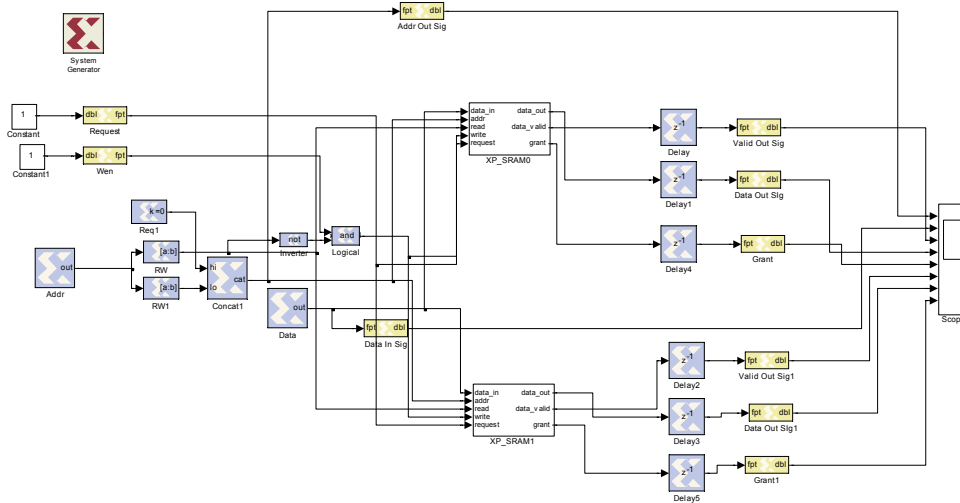 fpt dbl
Addr Out Sig
System
Generator
1
Constant
dbl fpt
Request
1
Constant1
dbl fpt
Wen
data_in
addr
read
write
request
data_out
data_valid
grant
XP_SRAM0
z-1
Delay
fpt dbl
Valid Out Sig
z-1
Delay1
fpt dbl
Data Out SIg
z-1
Delay4
fpt dbl
Grant
k =0
Req1
not
Inverter
and
Logical
out
Addr
[a:b]
RW
[a:b]
RW1
hi
lo
cat
Concat1
out
Data
fpt dbl
Data In Sig
Scop
z-1
Delay2
fpt dbl
Valid Out Sig1
data_in
addr
read
write
request
data_out
data_valid
grant
XP_SRAM1
z-1
Delay3
fpt dbl
Data Out SIg1
z-1
Delay5
fpt dbl
Grant1